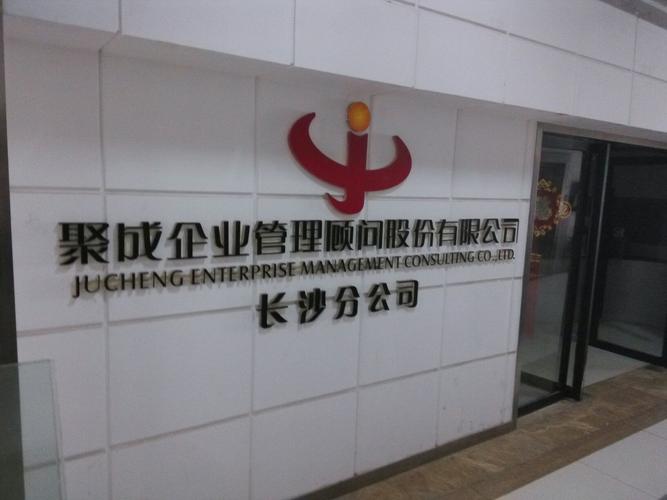 聚成企业管理顾问股份有限公司
JUCHENG ENTERPRISE MANAGEMENT CONSULTING CO.,LTD.
长沙分公司